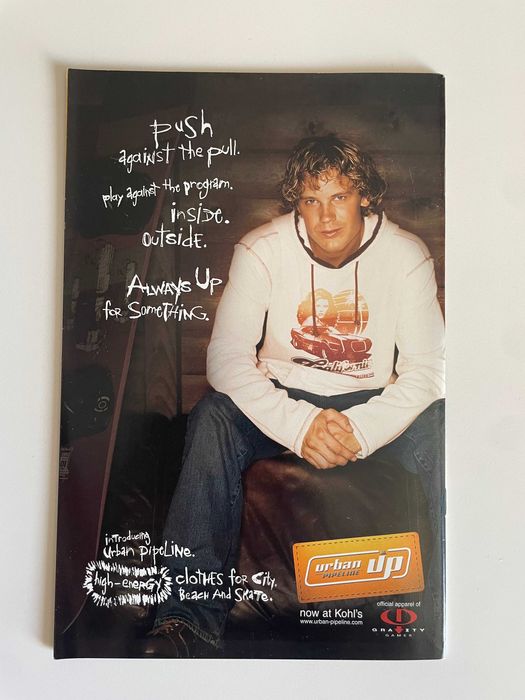 push
against the pull.
play against the program.
inside.
outside.
Always Up
for something.
California
introducing
urban pipeline.
high-energy clothes for City,
Beach And Skate.
urban up
PIPELINE
now at Kohl's
www.urban-pipeline.com
official apparel of
GRAVITY
GAMES